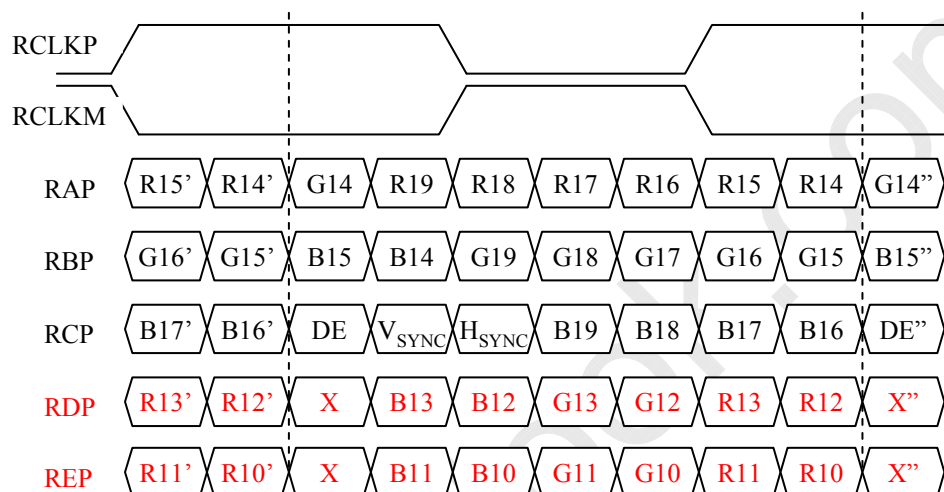 RCLKP
RCLKM
RAP R15’ R14’ G14 R19 R18 R17 R16 R15 R14 G14”
RBP G16’ G15’ B15 B14 G19 G18 G17 G16 G15 B15”
RCP B17’ B16’ DE VSYNC HSYNC B19 B18 B17 B16 DE”
RDP R13’ R12’ X B13 B12 G13 G12 R13 R12 X”
REP R11’ R10’ X B11 B10 G11 G10 R11 R10 X”